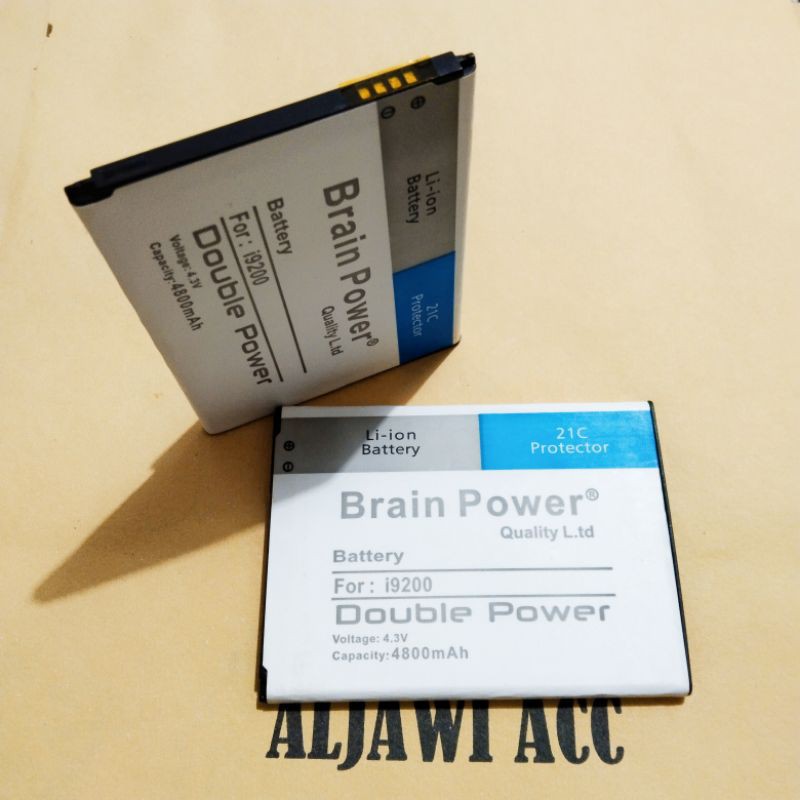 Li-ion
Battery
21C
Protector
Brain Power®
Quality L.td
Battery
For : i9200
Double Power
Voltage: 4.3V
Capacity: 4800mAh
Li-ion
Battery
21C
Protector
Brain Power®
Quality L.td
Battery
For : i9200
Double Power
Voltage: 4.3V
Capacity: 4800mAh
ALJAWI ACC